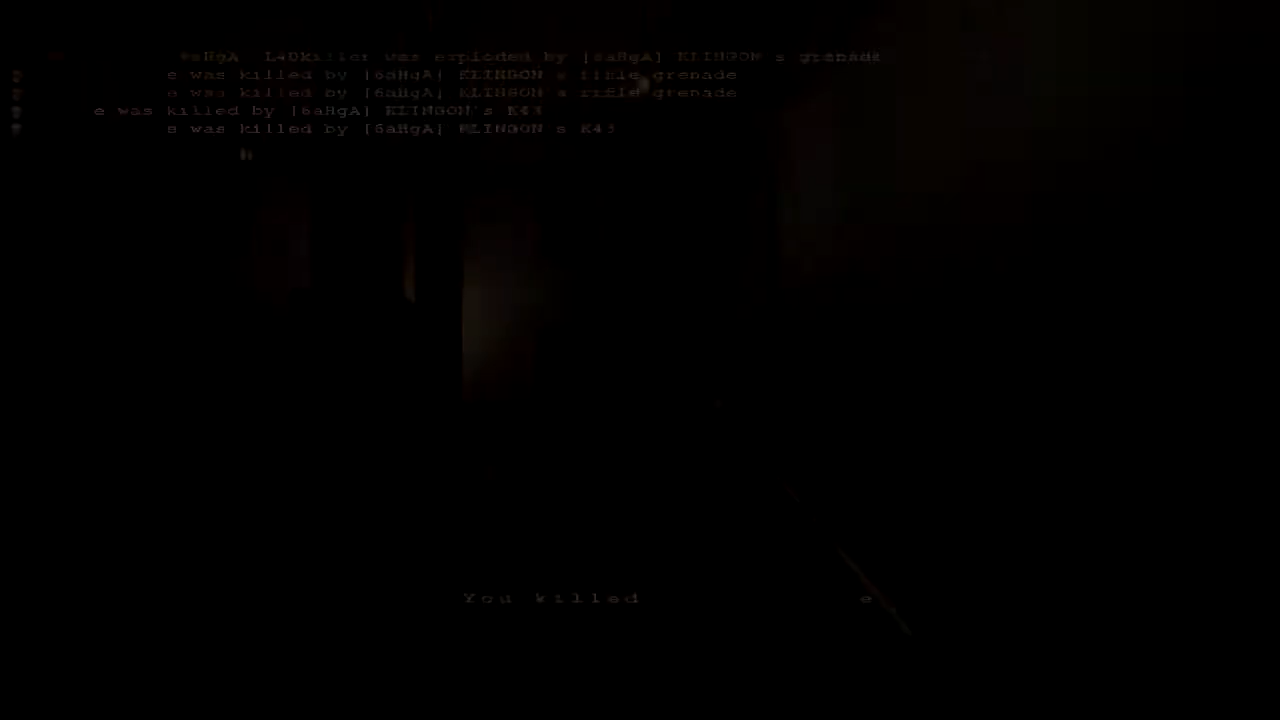 was exploded by [6aHgA] KLINGON s grenade
e was killed by [6aHgA] KLINGON's rifle grenade
e was killed by [6aHgA] KLINGON's rifle grenade
e was killed by [6aHgA] KLINGON's K43
e was killed by [6aHgA] KLINGON s K43
You killed e